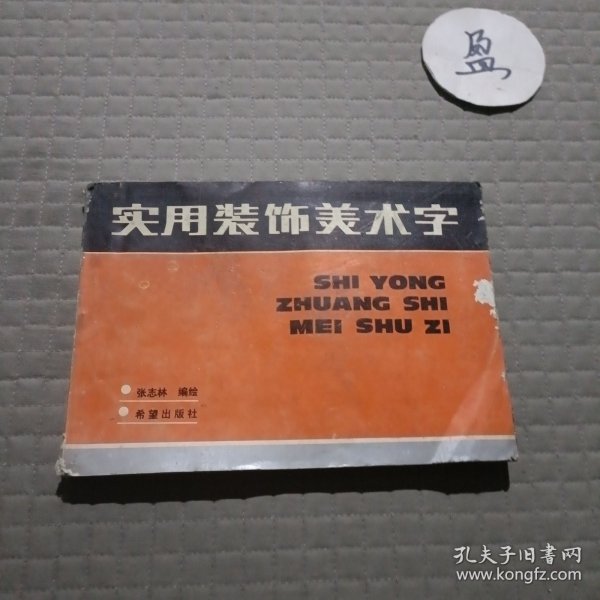 盈
实用装饰美术字
SHI YONG
ZHUANG SHI
MEI SHU ZI
张志林 编绘
希望出版社
孔夫子旧书网
www.kongfz.com